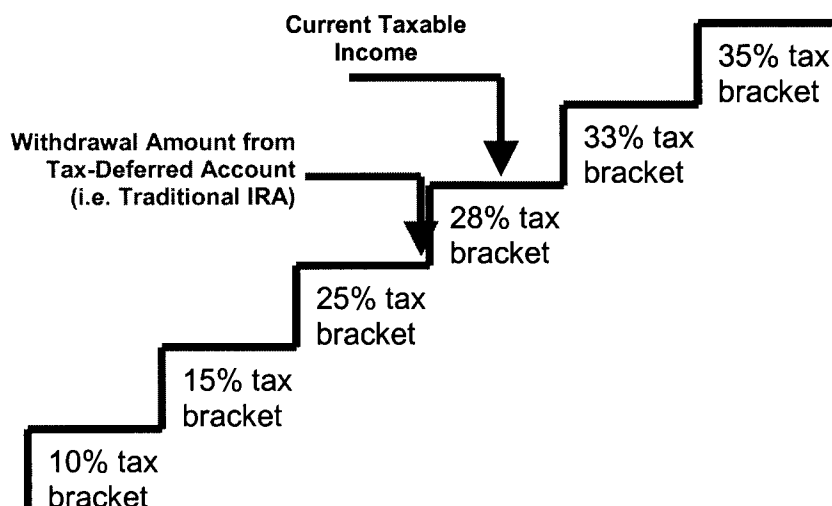 Current Taxable
Income
35% tax
bracket
33% tax
bracket
Withdrawal Amount from
Tax-Deferred Account
(i.e. Traditional IRA)
28% tax
bracket
25% tax
bracket
15% tax
bracket
10% tax
bracket